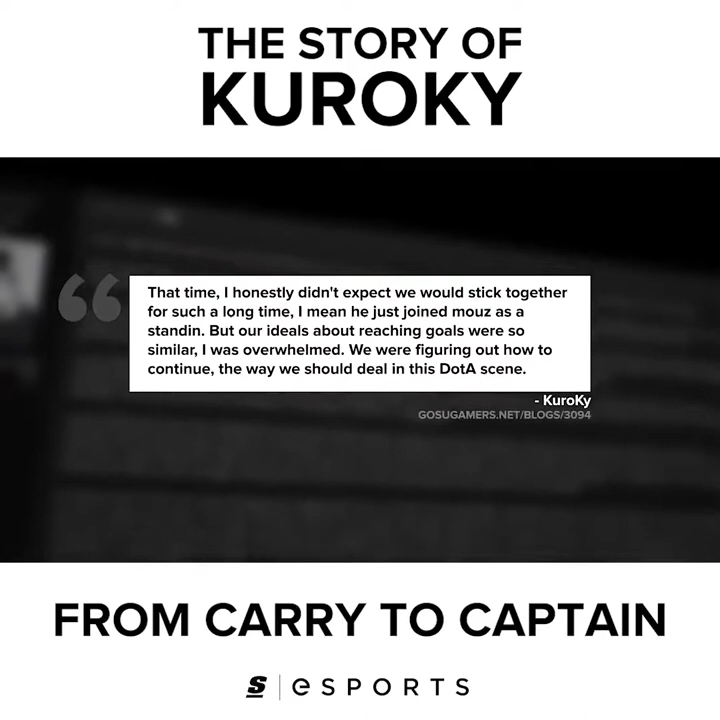 THE STORY OF
KUROKY
That time, I honestly didn't expect we would stick together
for such a long time, I mean he just joined mouz as a
standin. But our ideals about reaching goals were so
similar, I was overwhelmed. We were figuring out how to
continue, the way we should deal in this DotA scene.
- KuroKy
GOSUGAMERS.NET/BLOGS/3094
FROM CARRY TO CAPTAIN
S | eSPORTS